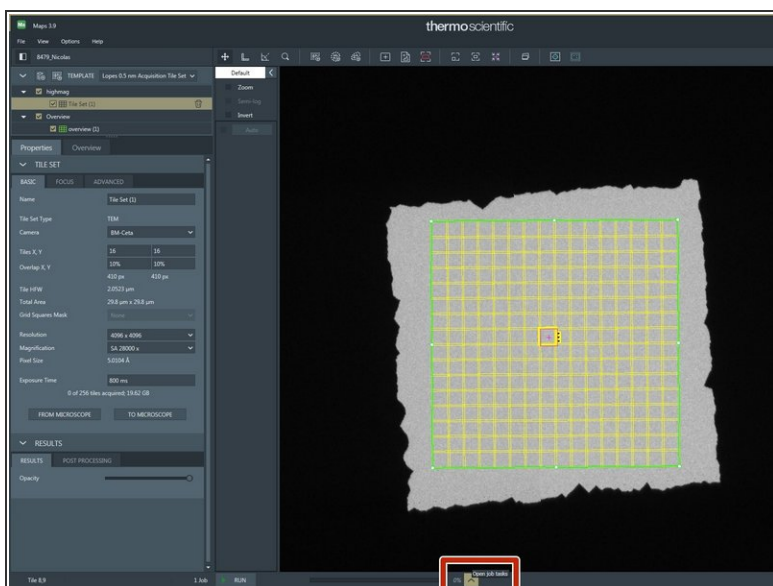 Maps 3.9
thermo scientific
File View Options Help
8479_Nicolas
TEMPLATE Lopes 0.5 nm Acquisition Tile Set
Default
highmag
Zoom
Tile Set (1)
Semi-log
Overview
Invert
overview (1)
Auto
Properties Overview
TILE SET
BASIC FOCUS ADVANCED
Name Tile Set (1)
Tile Set Type TEM
Camera BM-Ceta
Tiles X, Y 16 16
Overlap X, Y 10% 10%
410 px 410 px
Tile HFW 2.0523 µm
Total Area 29.8 µm x 29.8 µm
Grid Squares Mask None
Resolution 4096 x 4096
Magnification SA 28000 x
Pixel Size 5.0104 Å
Exposure Time 800 ms
0 of 256 tiles acquired; 19.62 GB
FROM MICROSCOPE TO MICROSCOPE
RESULTS
RESULTS POST PROCESSING
Opacity
Open job tasks
Tile 8,9 1 Job RUN 0%